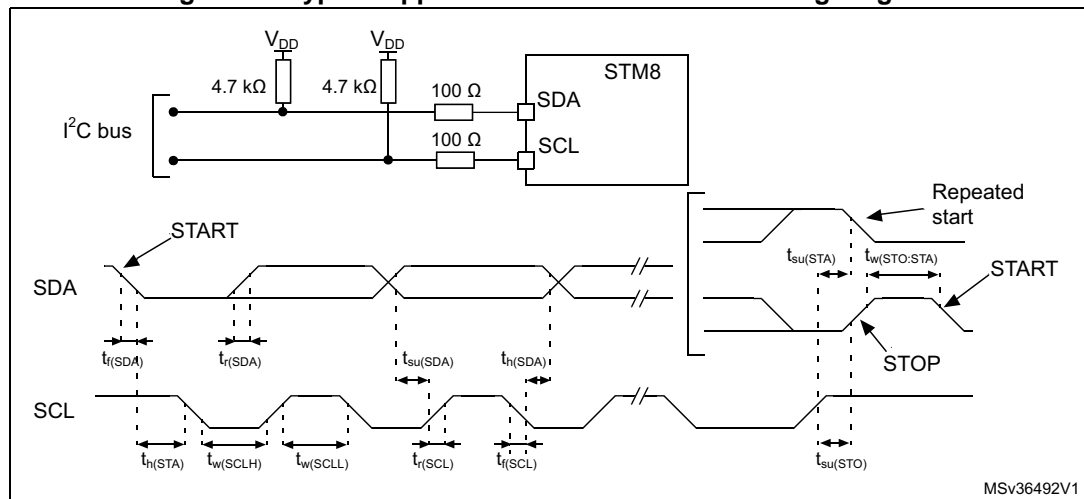 V_DD V_DD
STM8
4.7 kΩ 4.7 kΩ 100 Ω
SDA
I²C bus
100 Ω
SCL
Repeated
start
START
t_su(STA) t_w(STO:STA)
START
SDA
STOP
t_f(SDA) t_r(SDA) t_su(SDA) t_h(SDA)
SCL
t_h(STA) t_w(SCLH) t_w(SCLL) t_r(SCL) t_f(SCL) t_su(STO)
MSv36492V1